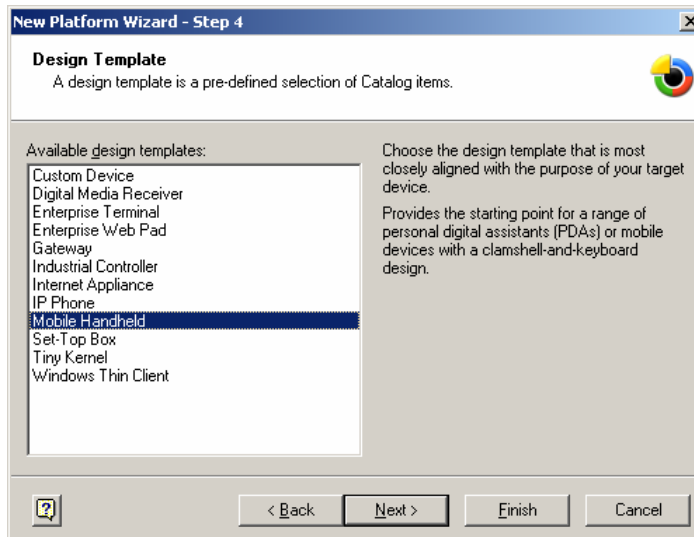 New Platform Wizard - Step 4
Design Template
A design template is a pre-defined selection of Catalog items.
Available design templates:
Custom Device
Digital Media Receiver
Enterprise Terminal
Enterprise Web Pad
Gateway
Industrial Controller
Internet Appliance
IP Phone
Mobile Handheld
Set-Top Box
Tiny Kernel
Windows Thin Client
Choose the design template that is most
closely aligned with the purpose of your target
device.
Provides the starting point for a range of
personal digital assistants (PDAs) or mobile
devices with a clamshell-and-keyboard
design.
< Back
Next >
Finish
Cancel